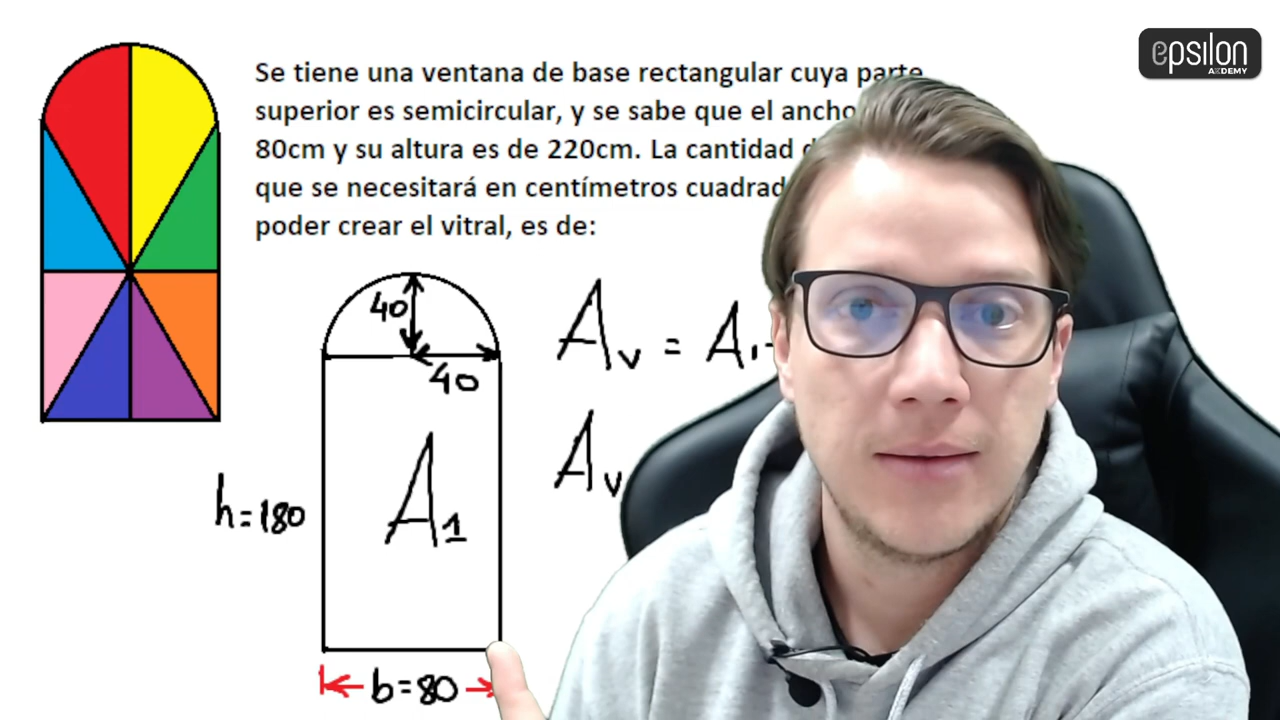 epsilon
AXDEMY
Se tiene una ventana de base rectangular cuya parte
superior es semicircular, y se sabe que el ancho
80cm y su altura es de 220cm. La cantidad
que se necesitará en centímetros
poder crear el vitral, es de:
40
40
Av = A1
Av
h=180
A1
b=80